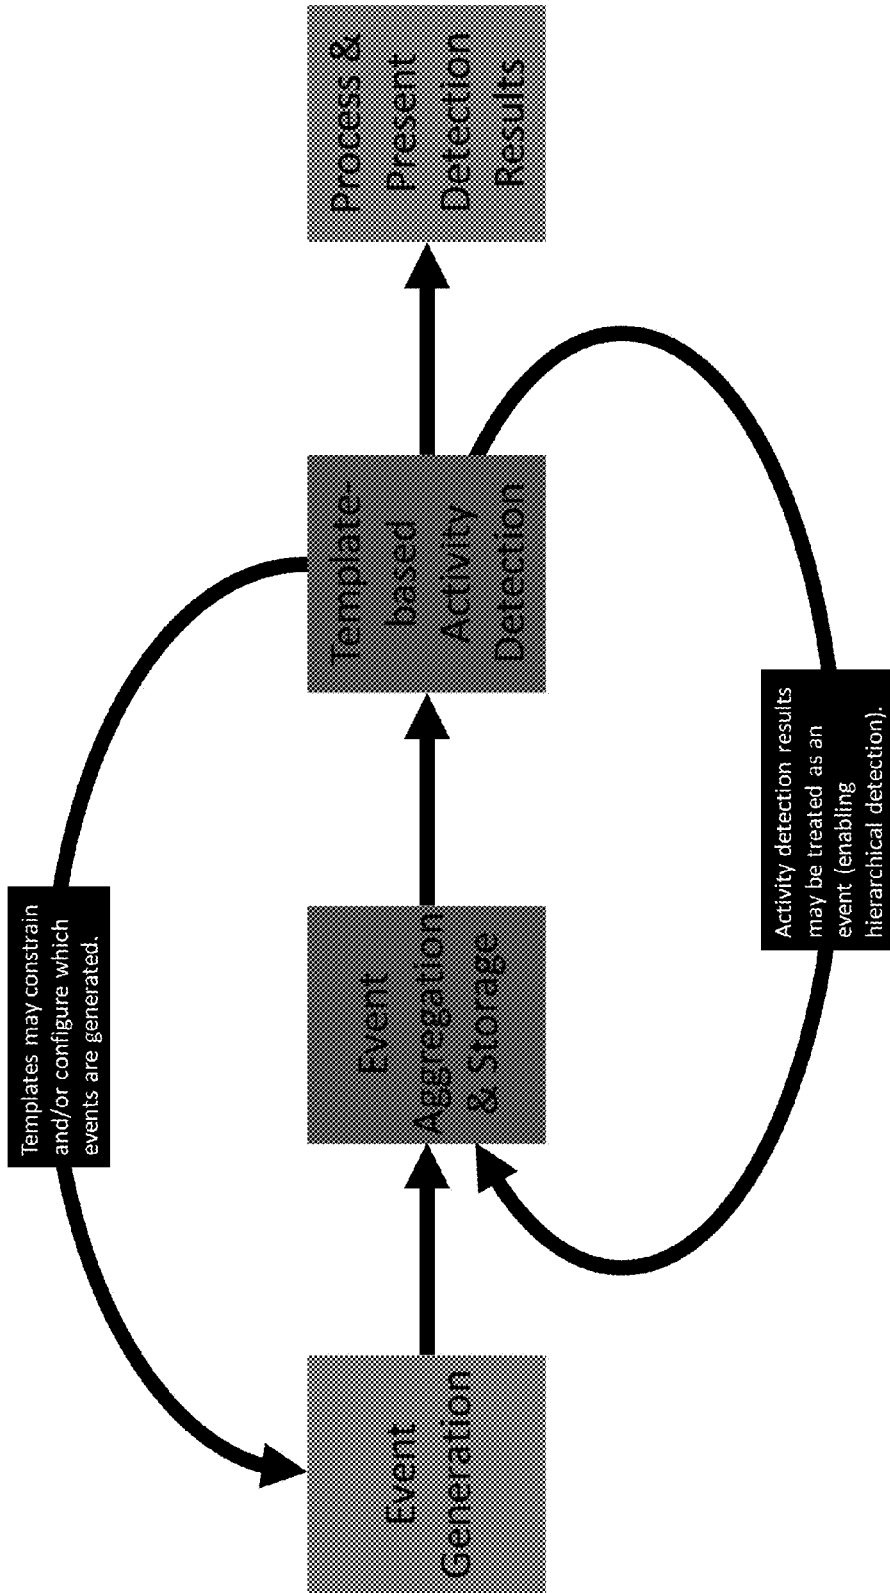 Templates may constrain
and/or configure which
events are generated.
Event
Generation
Event
Aggregation
& Storage
Template-
based
Activity
Detection
Process &
Present
Detection
Results
Activity detection results
may be treated as an
event (enabling
hierarchical detection).